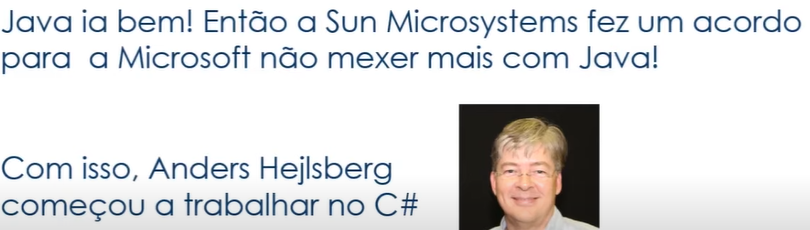 Java ia bem! Então a Sun Microsystems fez um acordo
para a Microsoft não mexer mais com Java!
Com isso, Anders Hejlsberg
começou a trabalhar no C#